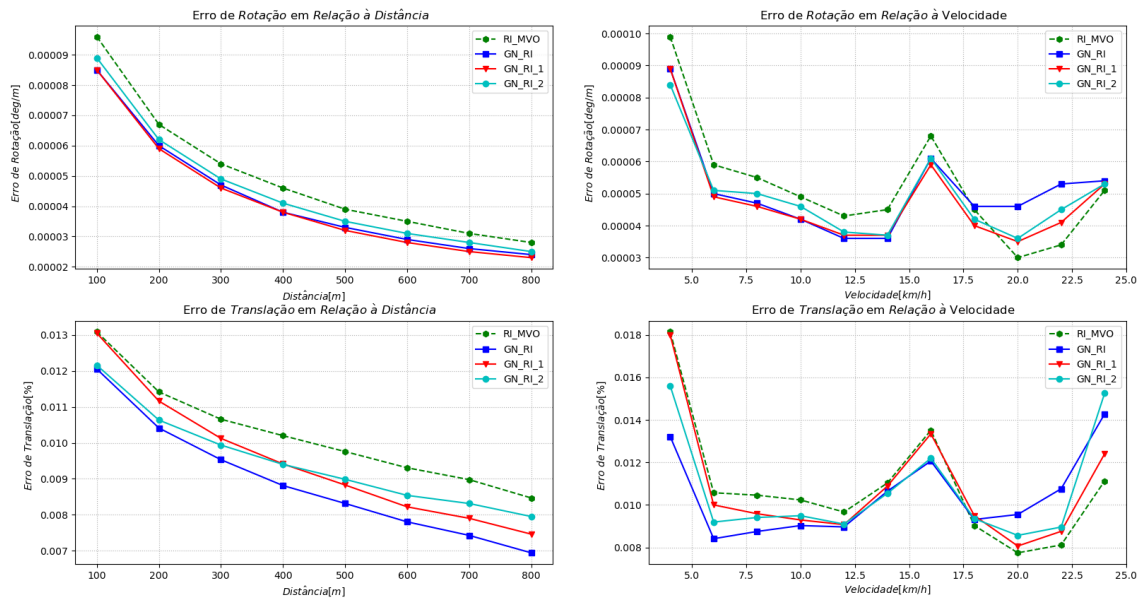 Erro de Rotação em Relação à Distância
Erro de Rotação[deg/m]
0.00009
0.00008
0.00007
0.00006
0.00005
0.00004
0.00003
0.00002
RI_MVO
GN_RI
GN_RI_1
GN_RI_2
100 200 300 400 500 600 700 800
Distância[m]
Erro de Rotação em Relação à Velocidade
Erro de Rotação[deg/m]
0.00010
0.00009
0.00008
0.00007
0.00006
0.00005
0.00004
0.00003
RI_MVO
GN_RI
GN_RI_1
GN_RI_2
5.0 7.5 10.0 12.5 15.0 17.5 20.0 22.5 25.0
Velocidade[km/h]
Erro de Translação em Relação à Distância
Erro de Translação[%]
0.013
0.012
0.011
0.010
0.009
0.008
0.007
RI_MVO
GN_RI
GN_RI_1
GN_RI_2
100 200 300 400 500 600 700 800
Distância[m]
Erro de Translação em Relação à Velocidade
Erro de Translação[%]
0.018
0.016
0.014
0.012
0.010
0.008
RI_MVO
GN_RI
GN_RI_1
GN_RI_2
5.0 7.5 10.0 12.5 15.0 17.5 20.0 22.5 25.0
Velocidade[km/h]